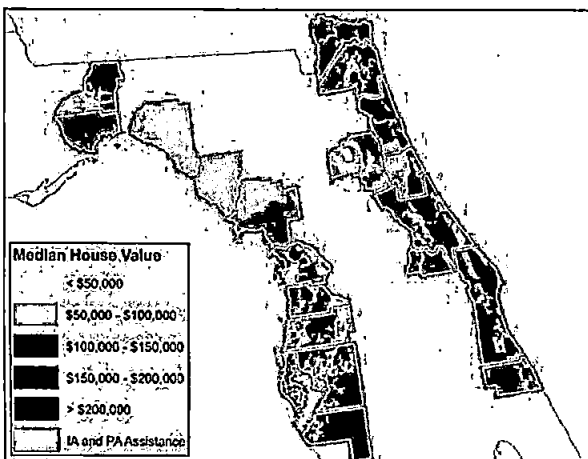 Median House Value
< $50,000
$50,000 - $100,000
$100,000 - $150,000
$150,000 - $200,000
> $200,000
IA and PA Assistance